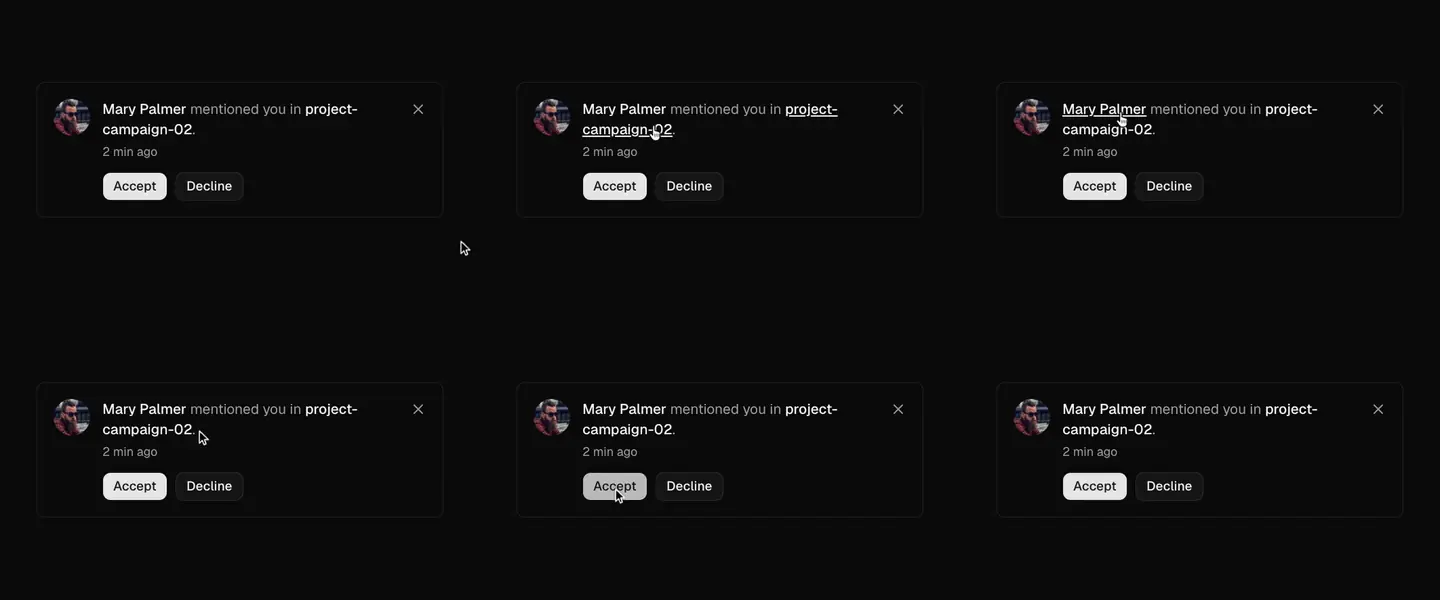 Mary Palmer mentioned you in project-
campaign-02.
2 min ago
Accept Decline
Mary Palmer mentioned you in project-
campaign-02.
2 min ago
Accept Decline
Mary Palmer mentioned you in project-
campaign-02.
2 min ago
Accept Decline
Mary Palmer mentioned you in project-
campaign-02.
2 min ago
Accept Decline
Mary Palmer mentioned you in project-
campaign-02.
2 min ago
Accept Decline
Mary Palmer mentioned you in project-
campaign-02.
2 min ago
Accept Decline